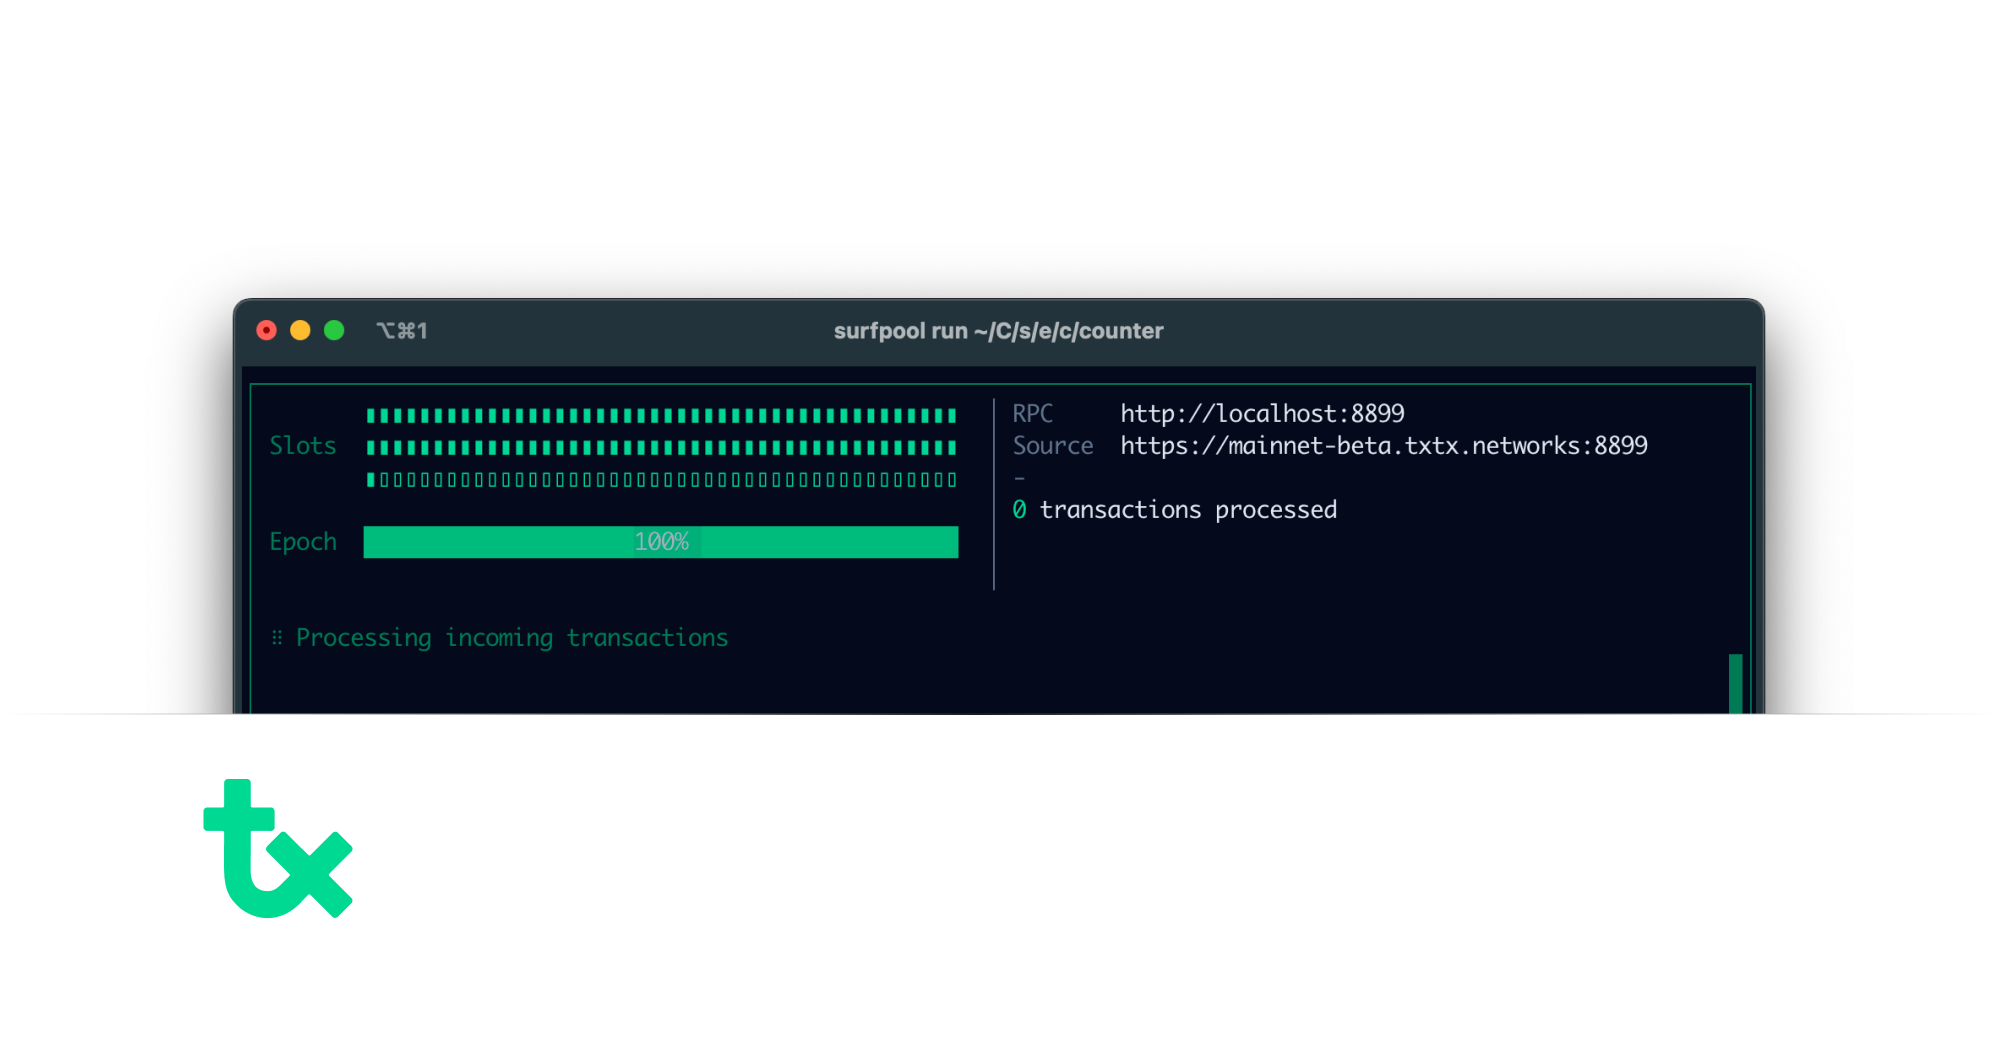 ⌥⌘1 surfpool run ~/C/s/e/c/counter
Slots
Epoch 100%
RPC http://localhost:8899
Source https://mainnet-beta.txtx.networks:8899
-
0 transactions processed
⠿ Processing incoming transactions
tx